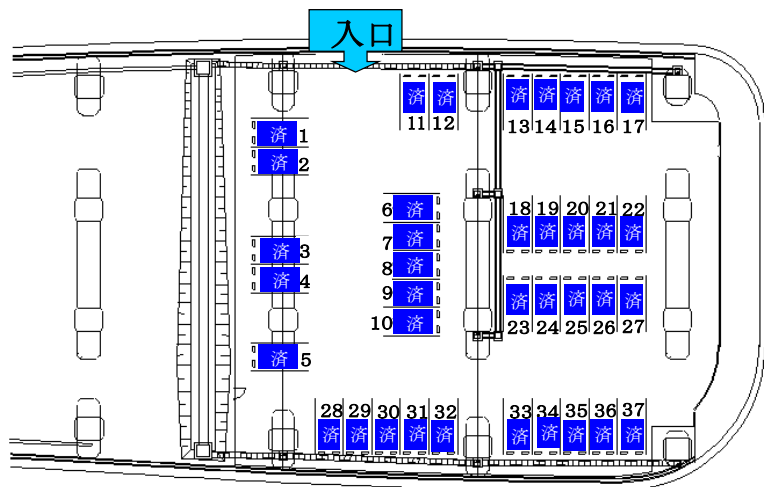 入口
済 済
11 12
済 済 済 済 済
13 14 15 16 17
済 1
済 2
済 3
済 4
済 5
6 済
7 済
8 済
9 済
10 済
18 19 20 21 22
済 済 済 済 済
済 済 済 済 済
23 24 25 26 27
28 29 30 31 32
済 済 済 済 済
33 34 35 36 37
済 済 済 済 済